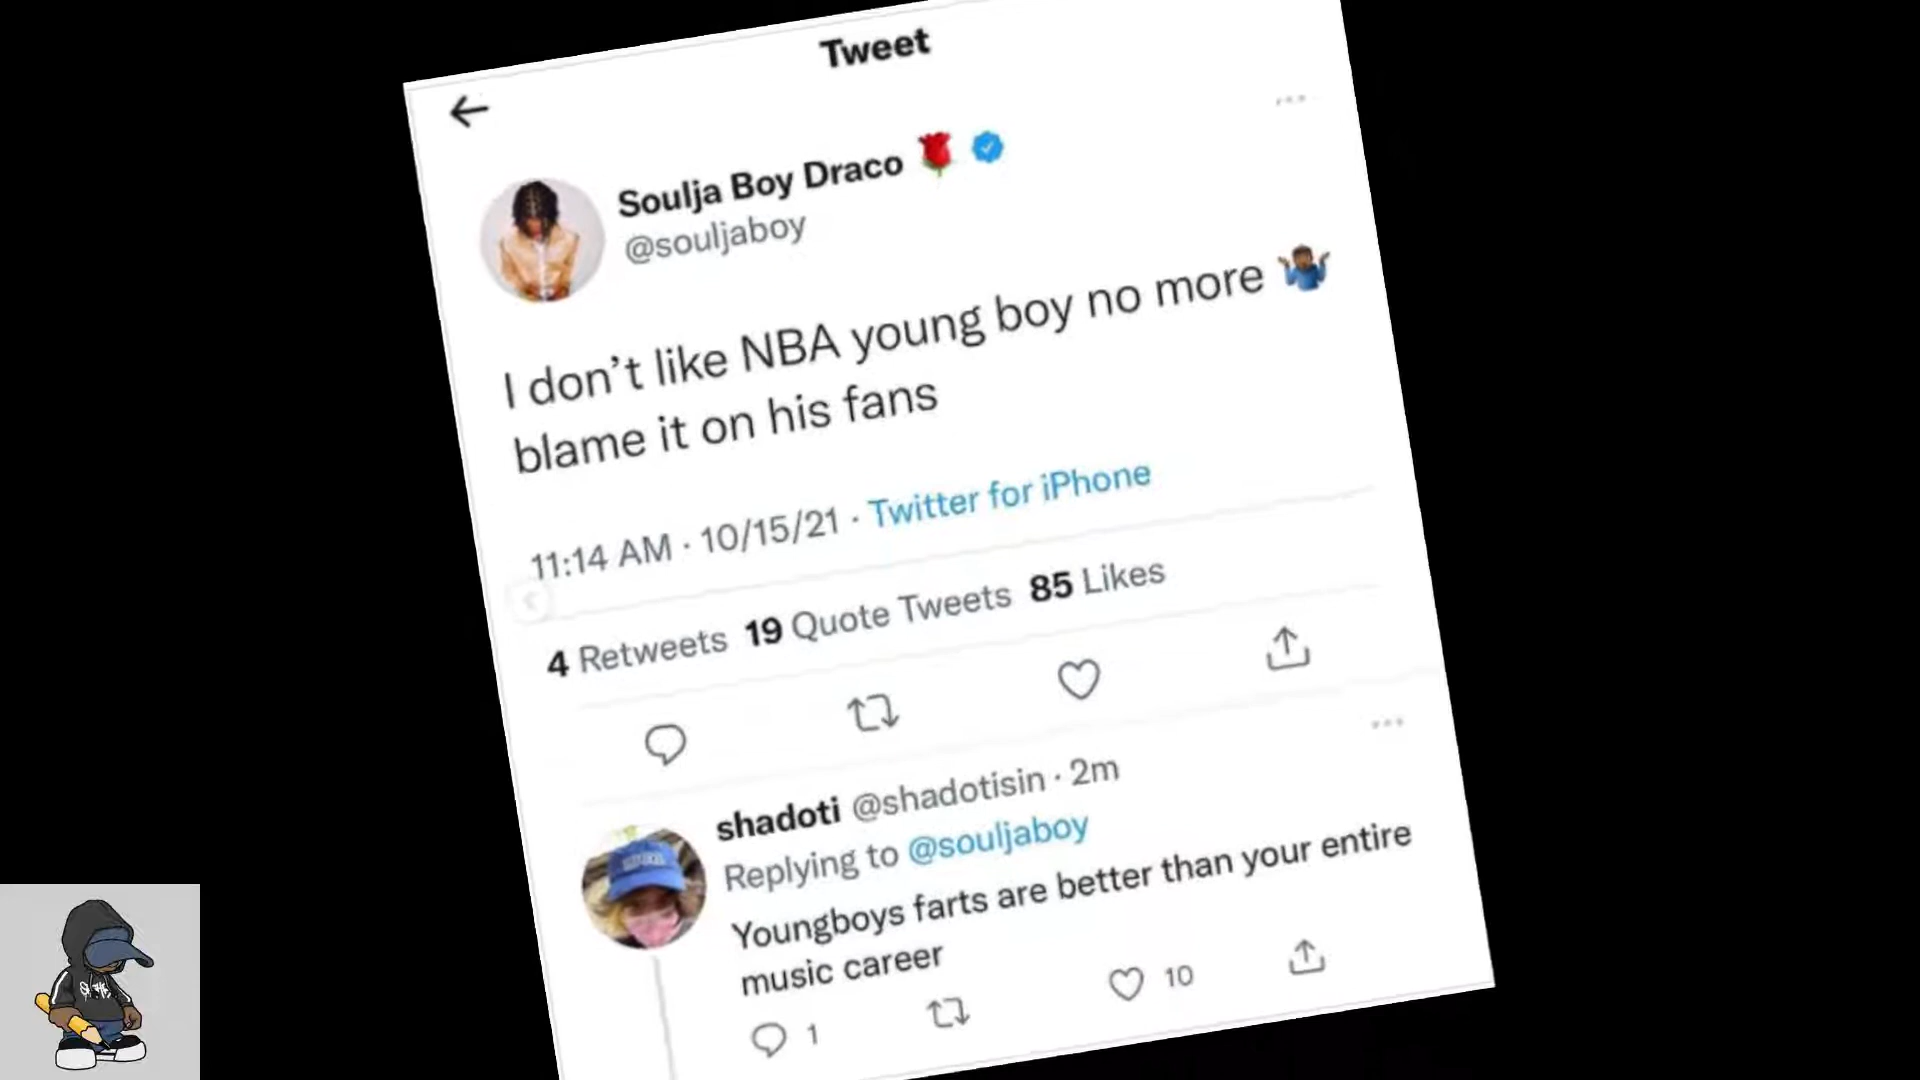 Tweet
Soulja Boy Draco 🌹
@souljaboy
I don’t like NBA young boy no more 🤷🏾‍♂️
blame it on his fans
11:14 AM · 10/15/21 · Twitter for iPhone
4 Retweets 19 Quote Tweets 85 Likes
shadoti @shadotisin · 2m
Replying to @souljaboy
Youngboys farts are better than your entire
music career
1 10